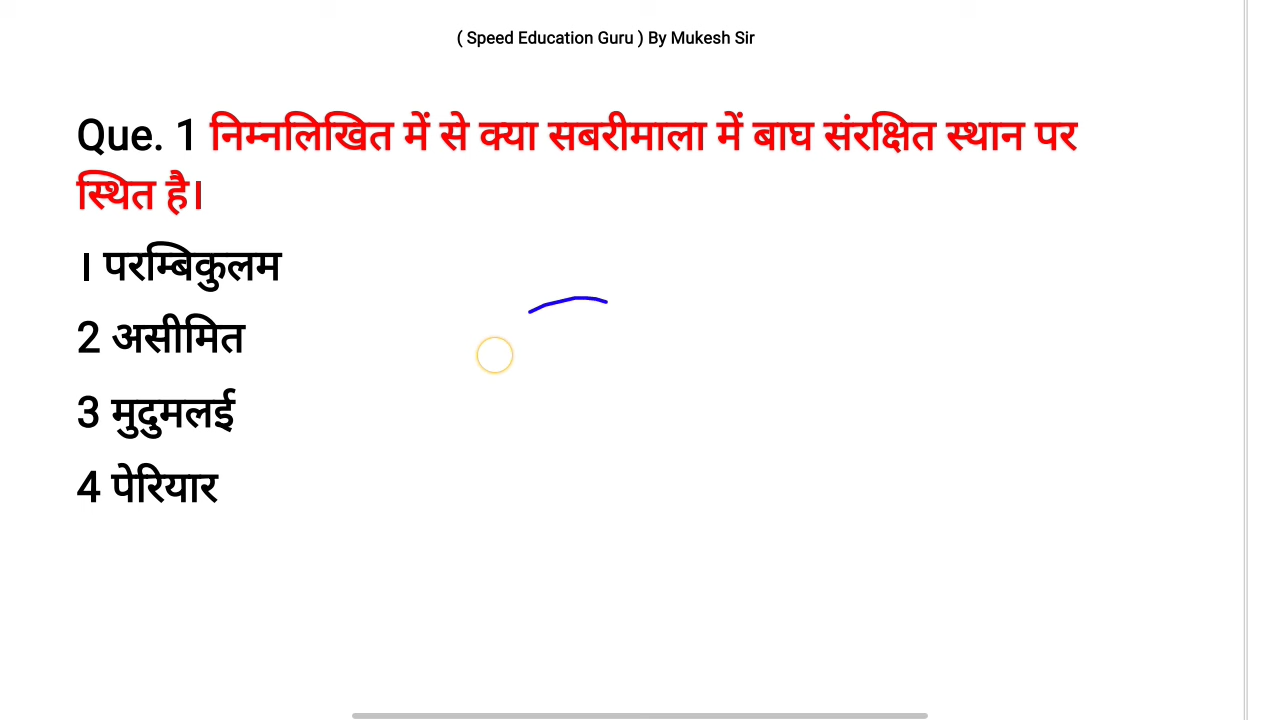 ( Speed Education Guru ) By Mukesh Sir
Que. 1 निम्नलिखित में से क्या सबरीमाला में बाघ संरक्षित स्थान पर
स्थित है।
। परम्बिकुलम
2 असीमित
3 मुदुमलई
4 पेरियार